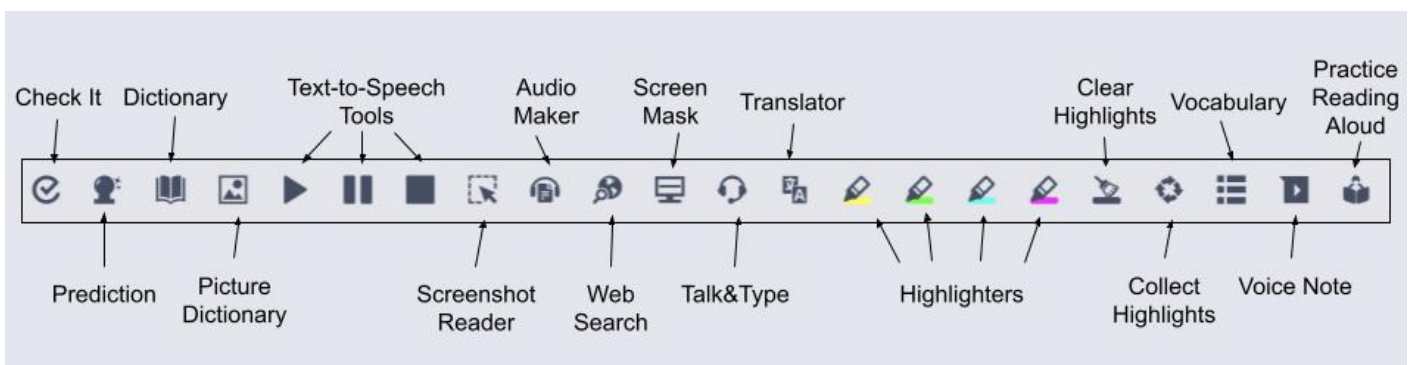 Check It
Dictionary
Text-to-Speech
Tools
Audio
Maker
Screen
Mask
Translator
Clear
Highlights
Vocabulary
Practice
Reading
Aloud
Prediction
Picture
Dictionary
Screenshot
Reader
Web
Search
Talk&Type
Highlighters
Collect
Highlights
Voice Note